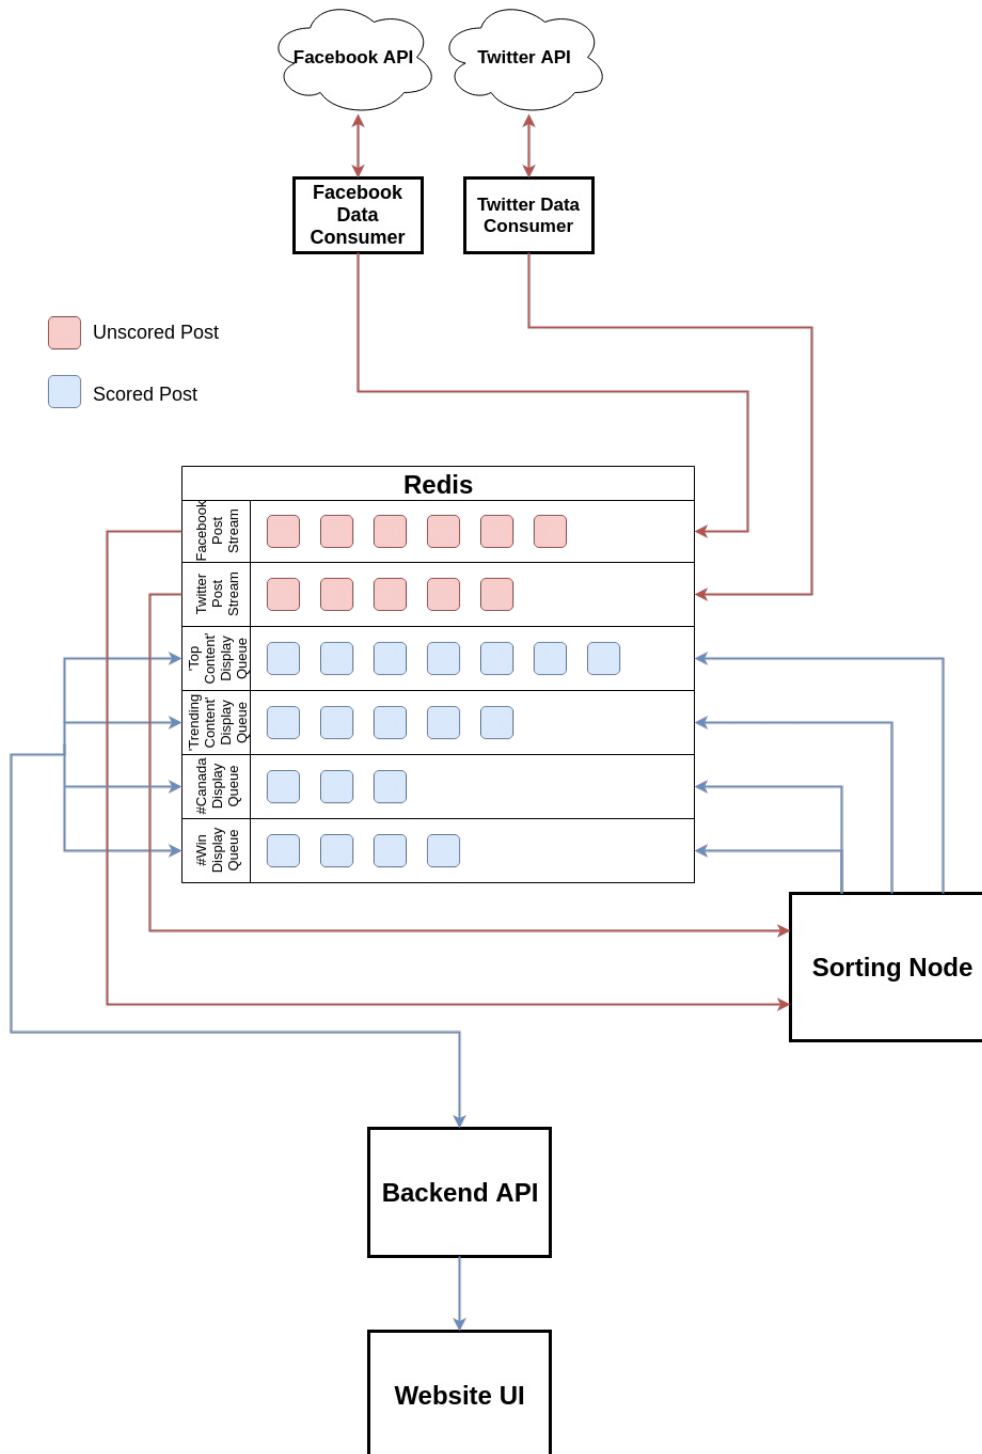 Facebook API
Twitter API
Facebook
Data
Consumer
Twitter Data
Consumer
Unscored Post
Scored Post
Redis
Facebook
Post
Stream
Twitter
Post
Stream
'Top
Content'
Display
Queue
'Trending
Content'
Display
Queue
#Canada
Display
Queue
#Win
Display
Queue
Sorting Node
Backend API
Website UI